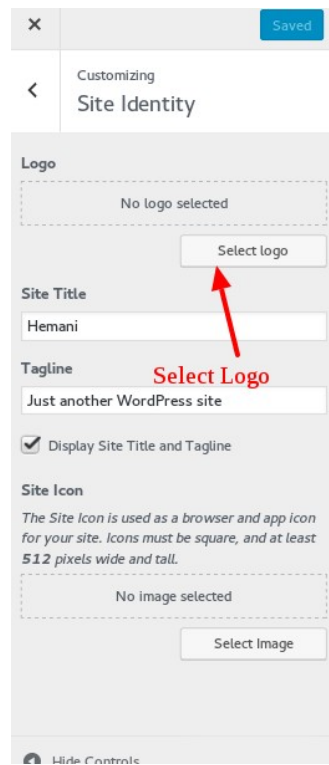 Saved
Customizing
Site Identity
Logo
No logo selected
Select logo
Site Title
Hemani
Tagline
Select Logo
Just another WordPress site
Display Site Title and Tagline
Site Icon
The Site Icon is used as a browser and app icon
for your site. Icons must be square, and at least
512 pixels wide and tall.
No image selected
Select Image
Hide Controls